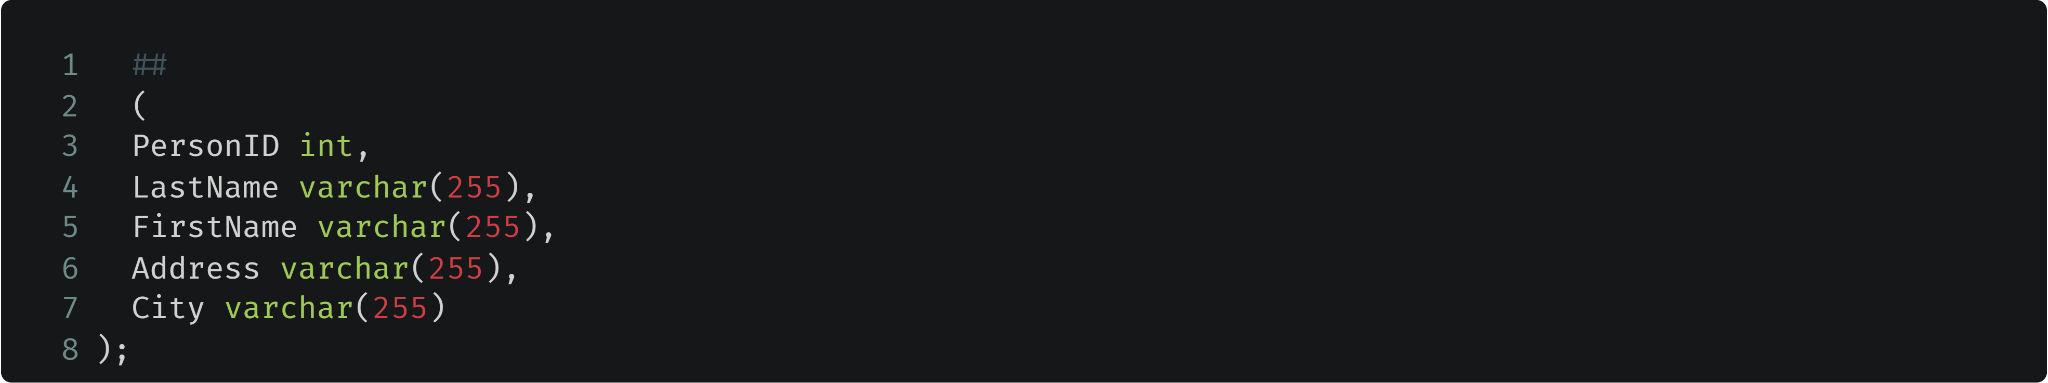 1 ##
2 (
3 PersonID int,
4 LastName varchar(255),
5 FirstName varchar(255),
6 Address varchar(255),
7 City varchar(255)
8 );